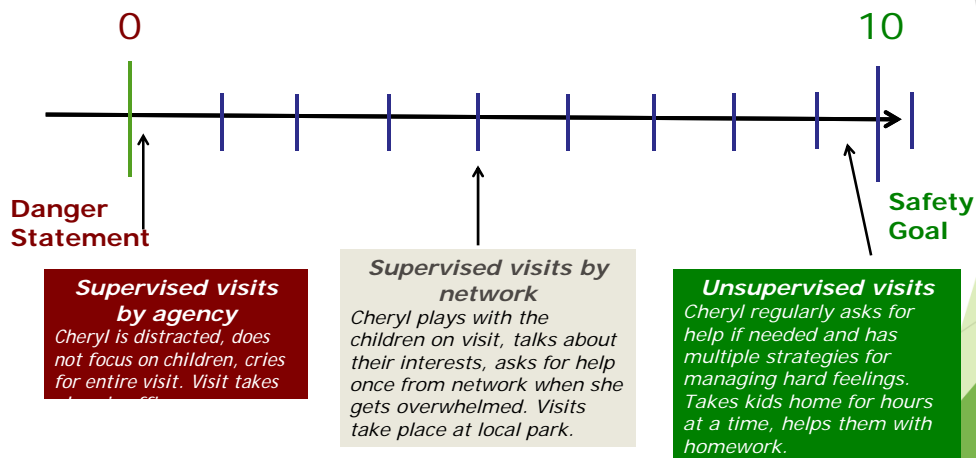 0
10
Danger
Statement
Safety
Goal
Supervised visits
by agency
Cheryl is distracted, does
not focus on children, cries
for entire visit. Visit takes
Supervised visits by
network
Cheryl plays with the
children on visit, talks about
their interests, asks for help
once from network when she
gets overwhelmed. Visits
take place at local park.
Unsupervised visits
Cheryl regularly asks for
help if needed and has
multiple strategies for
managing hard feelings.
Takes kids home for hours
at a time, helps them with
homework.